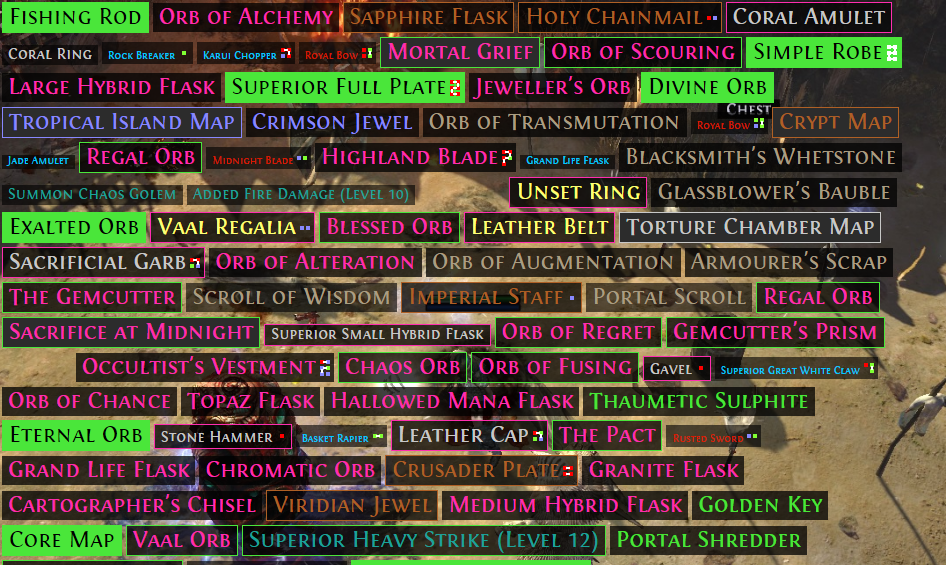 Fishing Rod Orb of Alchemy Sapphire Flask Holy Chainmail Coral Amulet
Coral Ring Rock Breaker Karui Chopper Royal Bow Mortal Grief Orb of Scouring Simple Robe
Large Hybrid Flask Superior Full Plate Jeweller's Orb Divine Orb
Chest
Tropical Island Map Crimson Jewel Orb of Transmutation Royal Bow Crypt Map
Jade Amulet Regal Orb Midnight Blade Highland Blade Grand Life Flask Blacksmith's Whetstone
Summon Chaos Golem Added Fire Damage (Level 10) Unset Ring Glassblower's Bauble
Exalted Orb Vaal Regalia Blessed Orb Leather Belt Torture Chamber Map
Sacrificial Garb Orb of Alteration Orb of Augmentation Armourer's Scrap
The Gemcutter Scroll of Wisdom Imperial Staff Portal Scroll Regal Orb
Sacrifice at Midnight Superior Small Hybrid Flask Orb of Regret Gemcutter's Prism
Occultist's Vestment Chaos Orb Orb of Fusing Gavel Superior Great White Claw
Orb of Chance Topaz Flask Hallowed Mana Flask Thaumetic Sulphite
Eternal Orb Stone Hammer Basket Rapier Leather Cap The Pact Rusted Sword
Grand Life Flask Chromatic Orb Crusader Plate Granite Flask
Cartographer's Chisel Viridian Jewel Medium Hybrid Flask Golden Key
Core Map Vaal Orb Superior Heavy Strike (Level 12) Portal Shredder